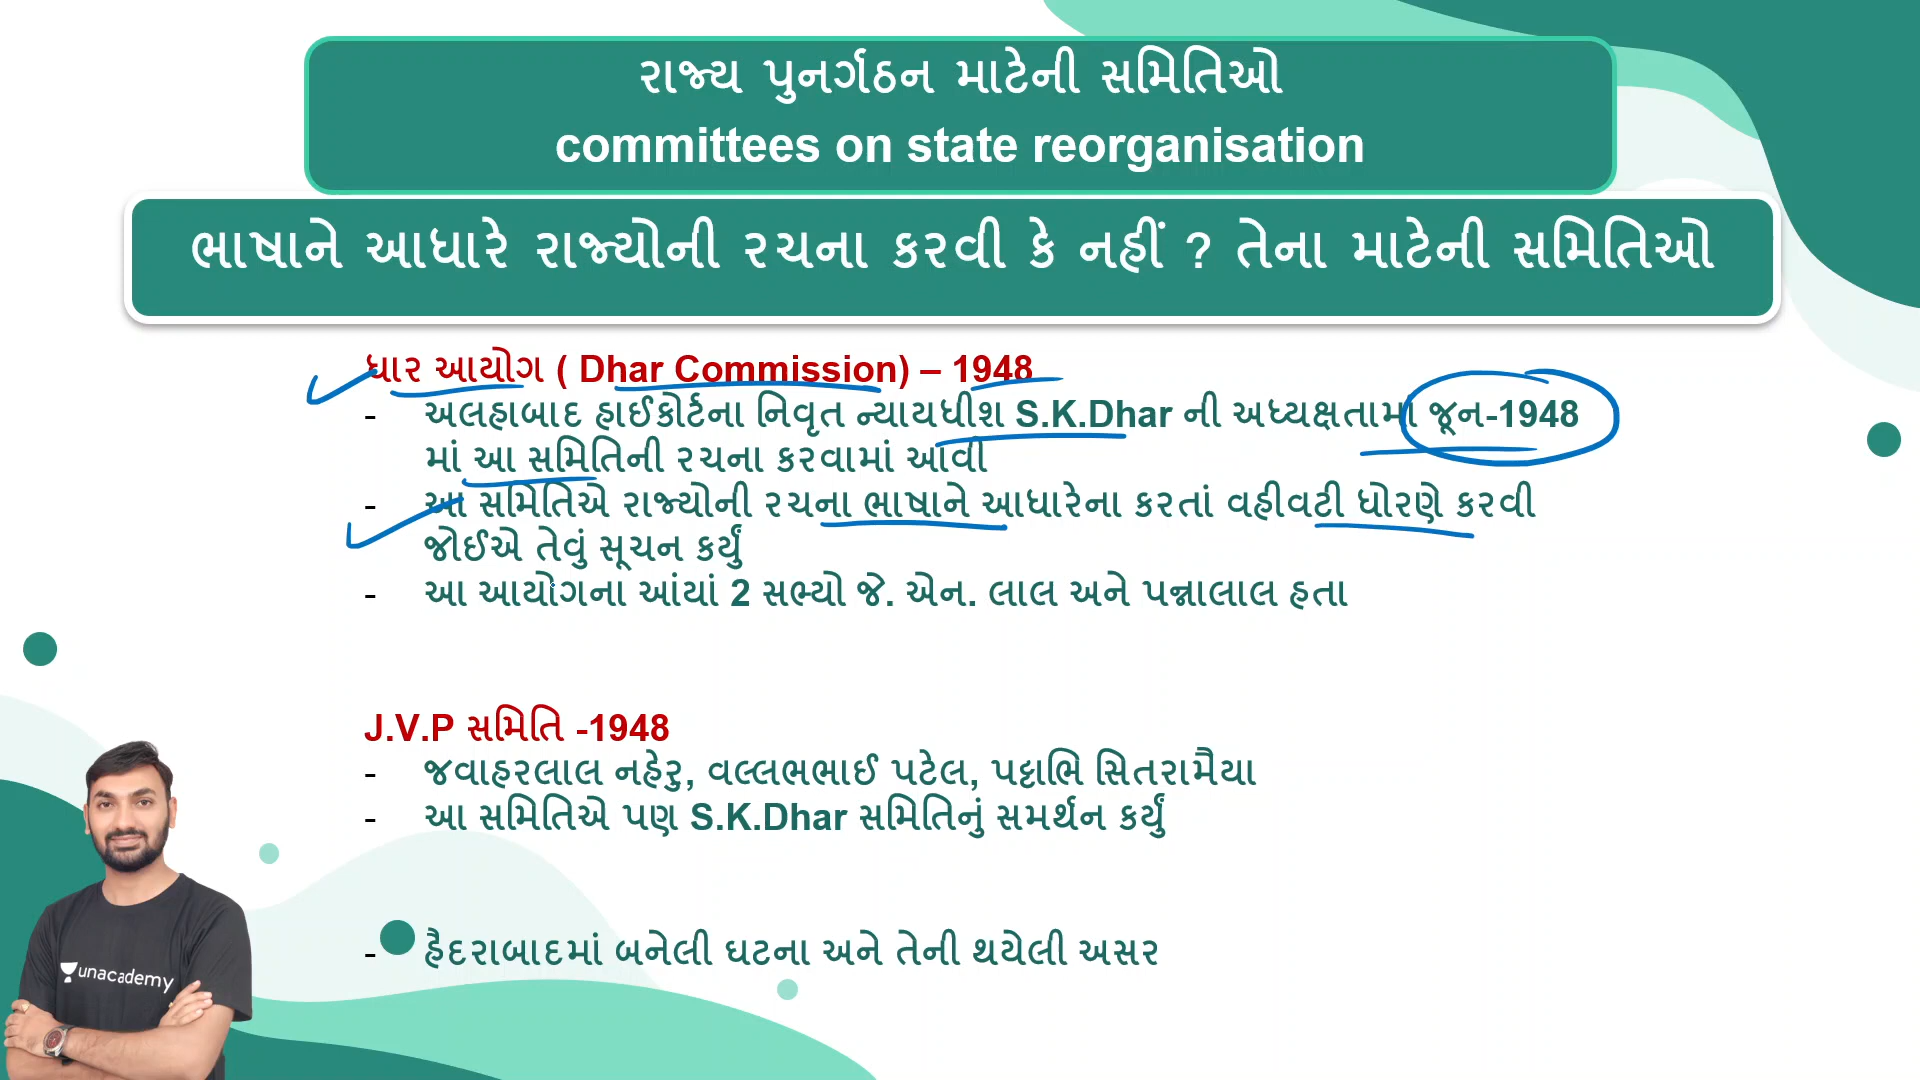 રાજ્ય પુનર્ગઠન માટેની સમિતિઓ
committees on state reorganisation
ભાષાને આધારે રાજ્યોની રચના કરવી કે નહીં ? તેના માટેની સમિતિઓ
ધાર આયોગ ( Dhar Commission) – 1948
- અલહાબાદ હાઈકોર્ટના નિવૃત ન્યાયધીશ S.K.Dhar ની અધ્યક્ષતામાં જૂન-1948
માં આ સમિતિની રચના કરવામાં આવી
- આ સમિતિએ રાજ્યોની રચના ભાષાને આધારેના કરતાં વહીવટી ધોરણે કરવી
જોઈએ તેવું સૂચન કર્યું
- આ આયોગના આંયાં 2 સભ્યો જે. એન. લાલ અને પન્નાલાલ હતા
J.V.P સમિતિ -1948
- જવાહરલાલ નહેરુ, વલ્લભભાઈ પટેલ, પટ્ટાભિ સિતરામૈયા
- આ સમિતિએ પણ S.K.Dhar સમિતિનું સમર્થન કર્યું
- હૈદરાબાદમાં બનેલી ઘટના અને તેની થયેલી અસર
unacademy